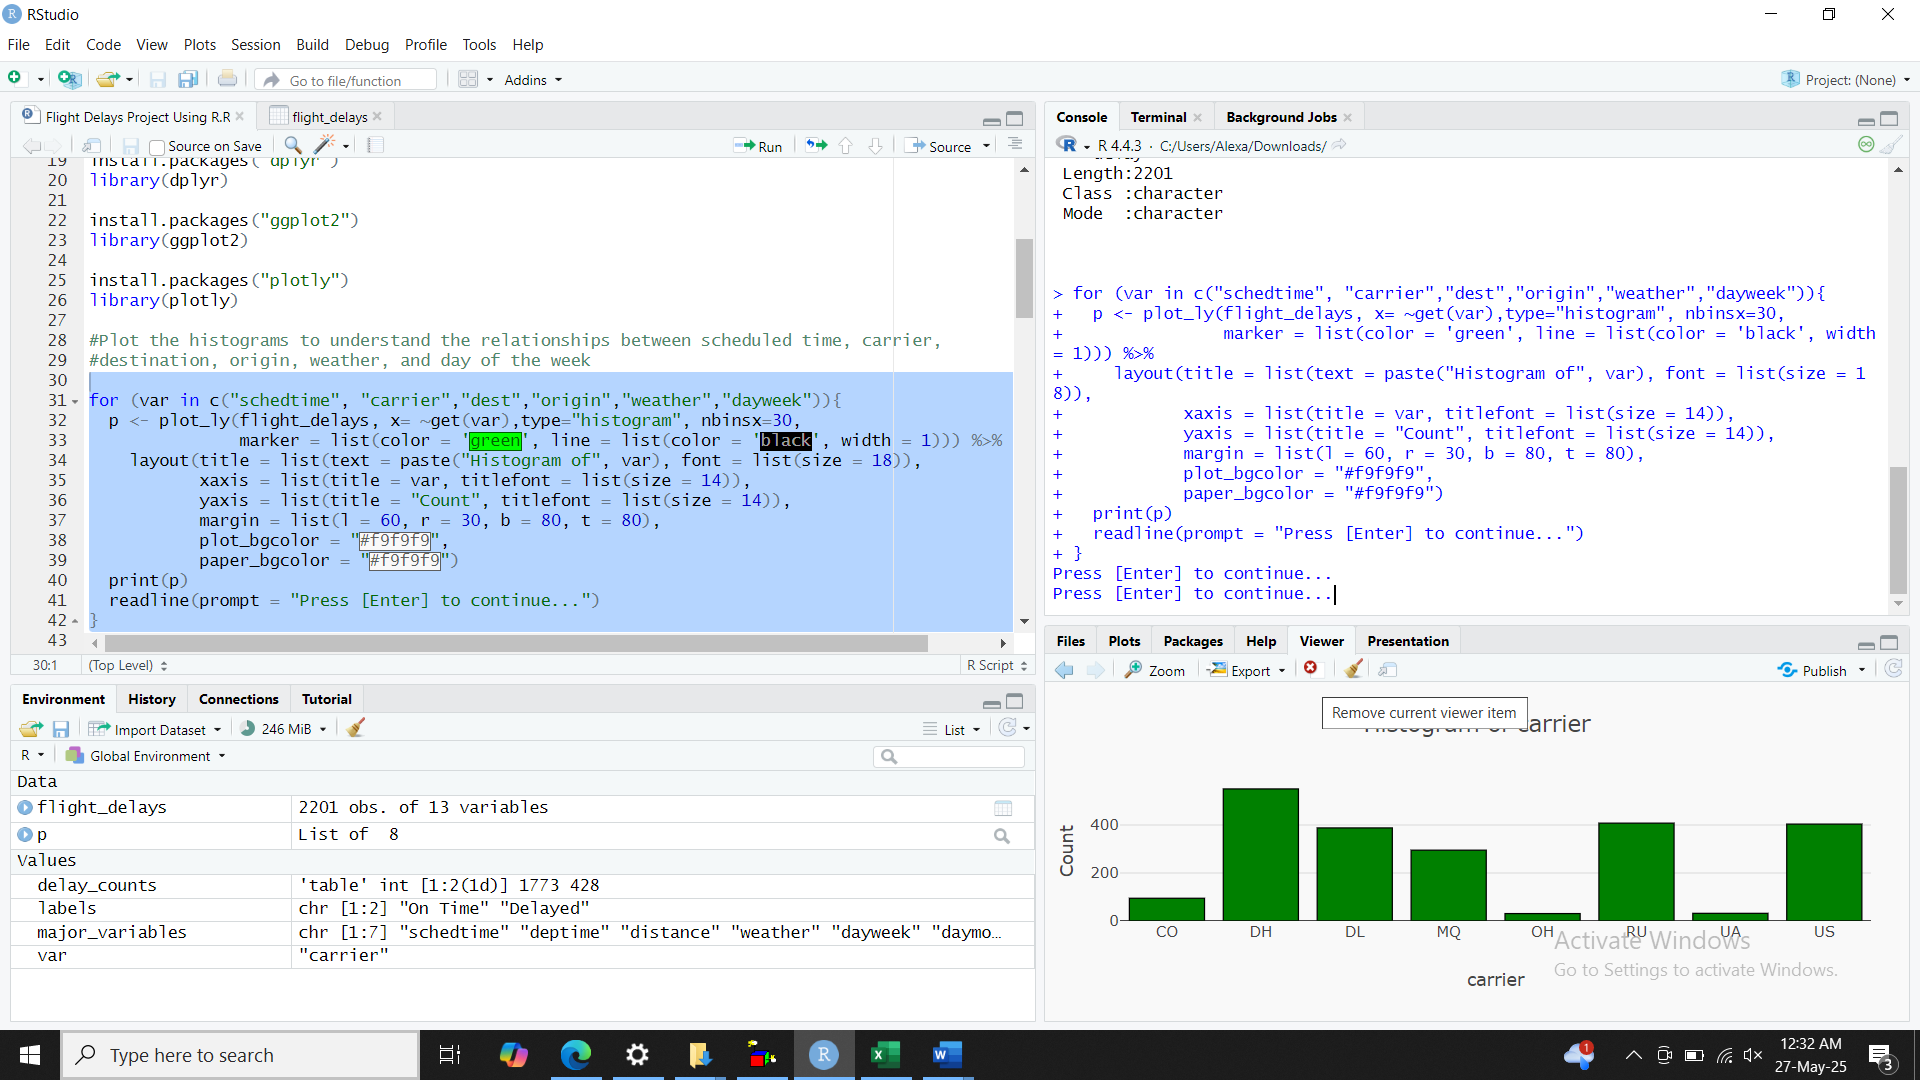 RStudio
File Edit Code View Plots Session Build Debug Profile Tools Help
Go to file/function Addins Project: (None)
Flight Delays Project Using R.R flight_delays
Source on Save Run Source
19 install.packages("dplyr")
20 library(dplyr)
21
22 install.packages("ggplot2")
23 library(ggplot2)
24
25 install.packages("plotly")
26 library(plotly)
27
28 #Plot the histograms to understand the relationships between scheduled time, carrier,
29 #destination, origin, weather, and day of the week
30
31 for (var in c("schedtime", "carrier","dest","origin","weather","dayweek")){
32 p <- plot_ly(flight_delays, x= ~get(var),type="histogram", nbinsx=30,
33 marker = list(color = 'green', line = list(color = 'black', width = 1))) %>%
34 layout(title = list(text = paste("Histogram of", var), font = list(size = 18)),
35 xaxis = list(title = var, titlefont = list(size = 14)),
36 yaxis = list(title = "Count", titlefont = list(size = 14)),
37 margin = list(l = 60, r = 30, b = 80, t = 80),
38 plot_bgcolor = "#f9f9f9",
39 paper_bgcolor = "#f9f9f9")
40 print(p)
41 readline(prompt = "Press [Enter] to continue...")
42 }
43
30:1 (Top Level) R Script
Environment History Connections Tutorial
Import Dataset 246 MiB List
R Global Environment
Data
flight_delays 2201 obs. of 13 variables
p List of 8
Values
delay_counts 'table' int [1:2(1d)] 1773 428
labels chr [1:2] "On Time" "Delayed"
major_variables chr [1:7] "schedtime" "deptime" "distance" "weather" "dayweek" "daymo…
var "carrier"
Console Terminal Background Jobs
R 4.4.3 · C:/Users/Alexa/Downloads/
Length:2201
Class :character
Mode :character
> for (var in c("schedtime", "carrier","dest","origin","weather","dayweek")){
+ p <- plot_ly(flight_delays, x= ~get(var),type="histogram", nbinsx=30,
+ marker = list(color = 'green', line = list(color = 'black', width
= 1))) %>%
+ layout(title = list(text = paste("Histogram of", var), font = list(size = 1
8)),
+ xaxis = list(title = var, titlefont = list(size = 14)),
+ yaxis = list(title = "Count", titlefont = list(size = 14)),
+ margin = list(l = 60, r = 30, b = 80, t = 80),
+ plot_bgcolor = "#f9f9f9",
+ paper_bgcolor = "#f9f9f9")
+ print(p)
+ readline(prompt = "Press [Enter] to continue...")
+ }
Press [Enter] to continue...
Press [Enter] to continue...
Files Plots Packages Help Viewer Presentation
Zoom Export Publish
Remove current viewer item
Histogram of carrier
Count
400
200
0
CO DH DL MQ OH RU UA US
carrier
Activate Windows
Go to Settings to activate Windows.
Type here to search
12:32 AM
27-May-25
1
3